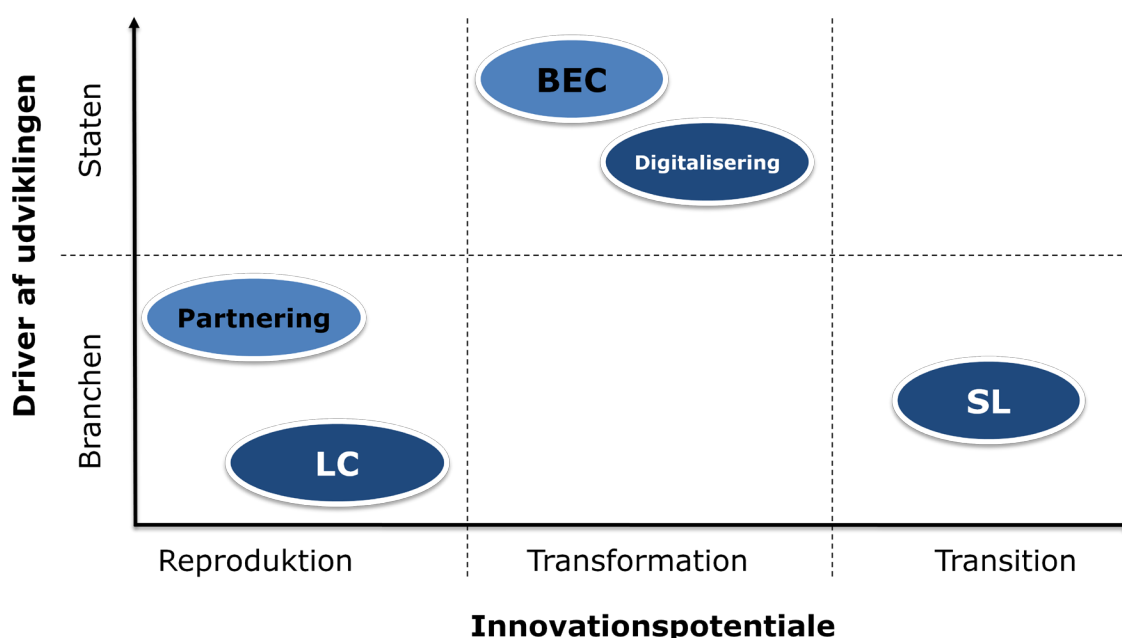 Driver af udviklingen
Staten
Branchen
BEC
Digitalisering
Partnering
LC
SL
Reproduktion
Transformation
Transition
Innovationspotentiale